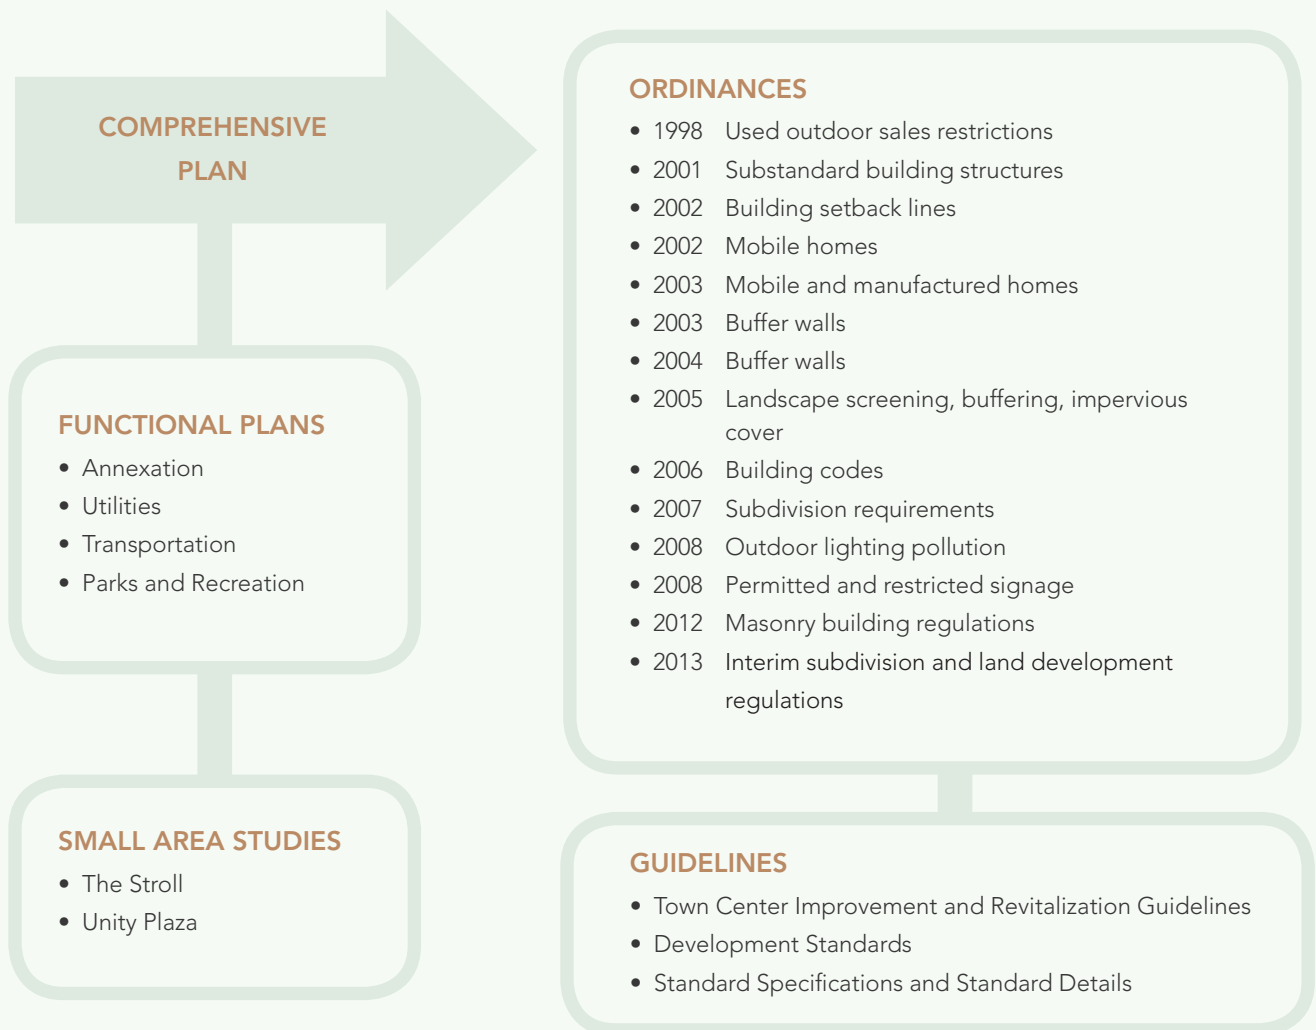 COMPREHENSIVE
PLAN
FUNCTIONAL PLANS
• Annexation
• Utilities
• Transportation
• Parks and Recreation
SMALL AREA STUDIES
• The Stroll
• Unity Plaza
ORDINANCES
• 1998 Used outdoor sales restrictions
• 2001 Substandard building structures
• 2002 Building setback lines
• 2002 Mobile homes
• 2003 Mobile and manufactured homes
• 2003 Buffer walls
• 2004 Buffer walls
• 2005 Landscape screening, buffering, impervious
cover
• 2006 Building codes
• 2007 Subdivision requirements
• 2008 Outdoor lighting pollution
• 2008 Permitted and restricted signage
• 2012 Masonry building regulations
• 2013 Interim subdivision and land development
regulations
GUIDELINES
• Town Center Improvement and Revitalization Guidelines
• Development Standards
• Standard Specifications and Standard Details